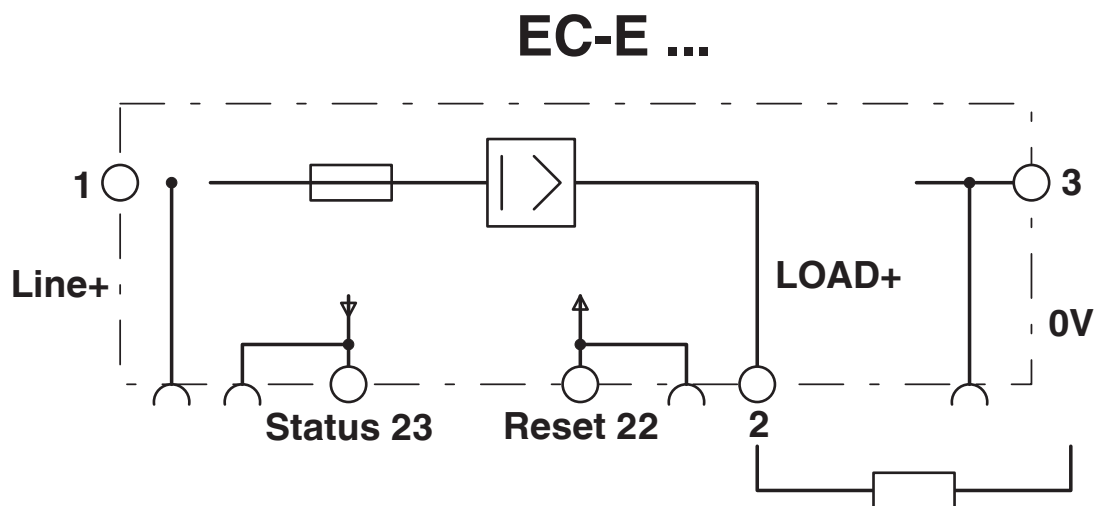 EC-E ...
1
3
Line+
LOAD+
0V
Status 23
Reset 22
2